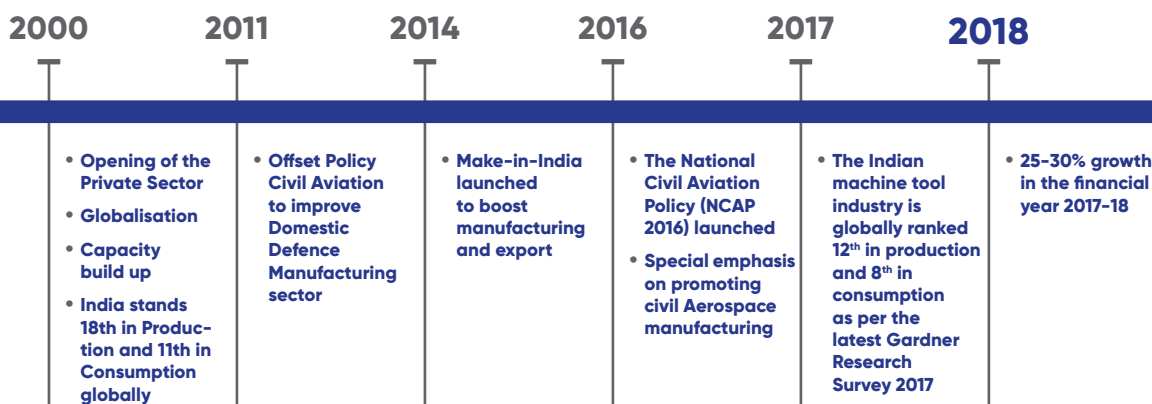 2000
2011
2014
2016
2017
2018
• Opening of the
Private Sector
• Globalisation
• Capacity
build up
• India stands
18th in Produc-
tion and 11th in
Consumption
globally
• Offset Policy
Civil Aviation
to improve
Domestic
Defence
Manufacturing
sector
• Make-in-India
launched
to boost
manufacturing
and export
• The National
Civil Aviation
Policy (NCAP
2016) launched
• Special emphasis
on promoting
civil Aerospace
manufacturing
• The Indian
machine tool
industry is
globally ranked
12th in production
and 8th in
consumption
as per the
latest Gardner
Research
Survey 2017
• 25-30% growth
in the financial
year 2017-18